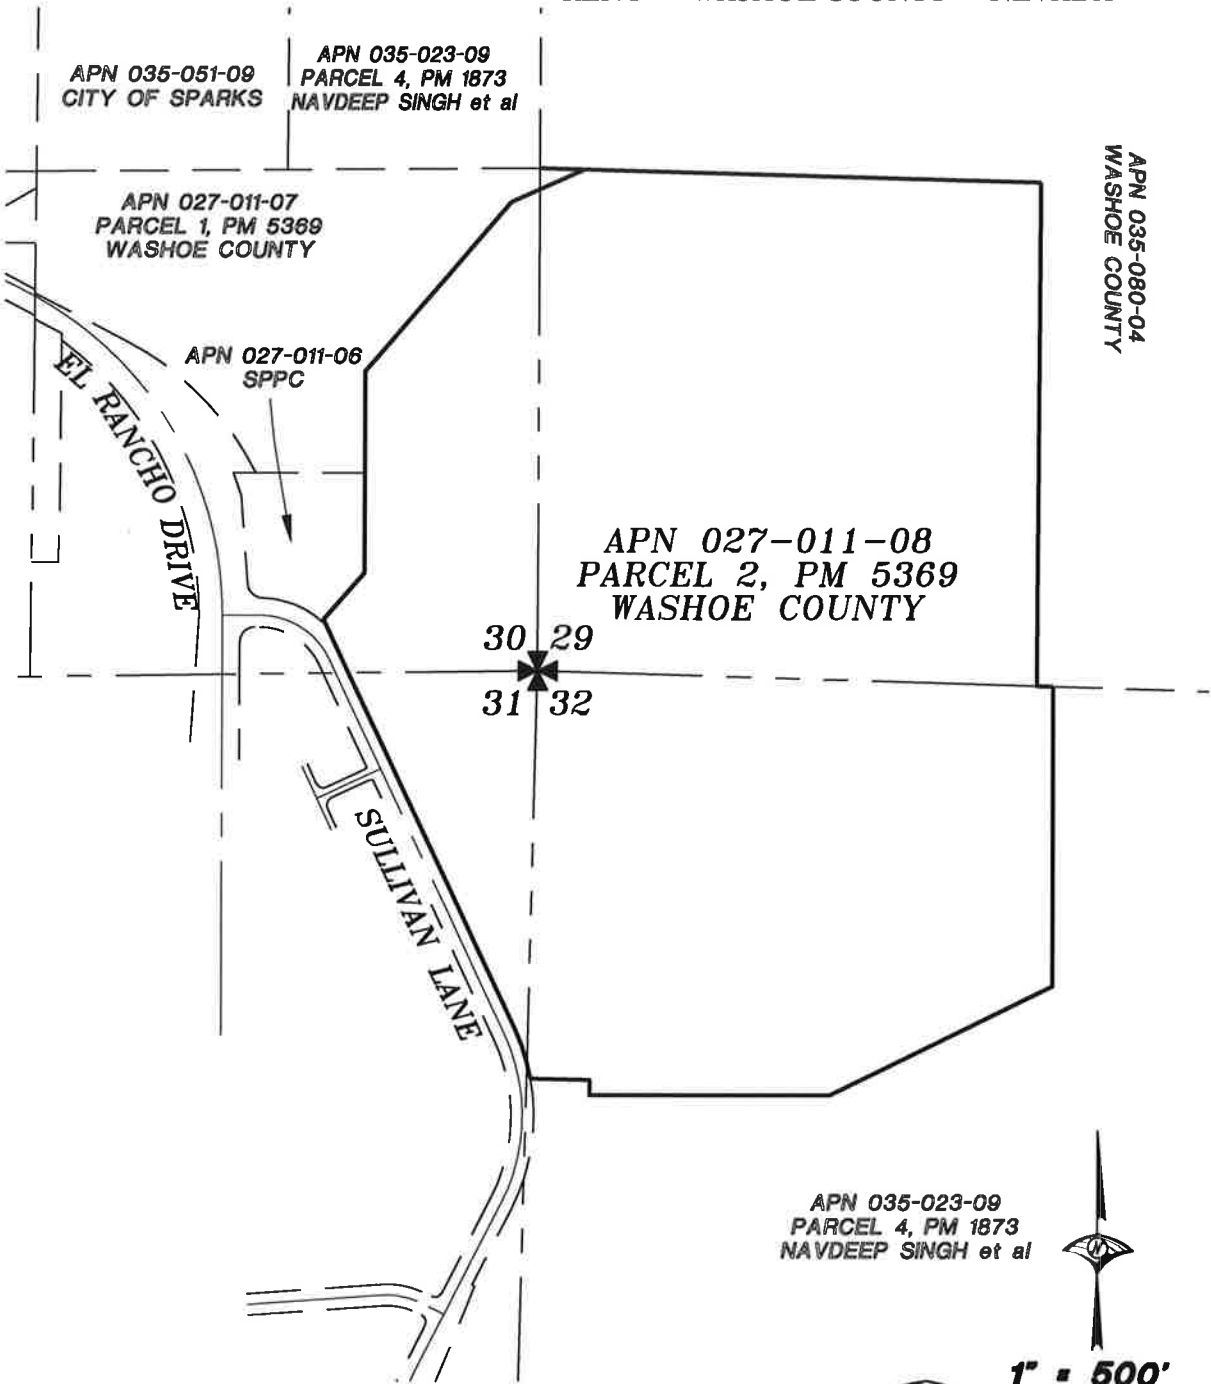 APN 035-051-09
CITY OF SPARKS
APN 035-023-09
PARCEL 4, PM 1873
NAVDEEP SINGH et al
APN 035-080-04
WASHOE COUNTY
APN 027-011-07
PARCEL 1, PM 5369
WASHOE COUNTY
APN 027-011-06
SPPC
EL RANCHO DRIVE
APN 027-011-08
PARCEL 2, PM 5369
WASHOE COUNTY
30 29
31 32
SULLIVAN LANE
APN 035-023-09
PARCEL 4, PM 1873
NAVDEEP SINGH et al
N
1" = 500'